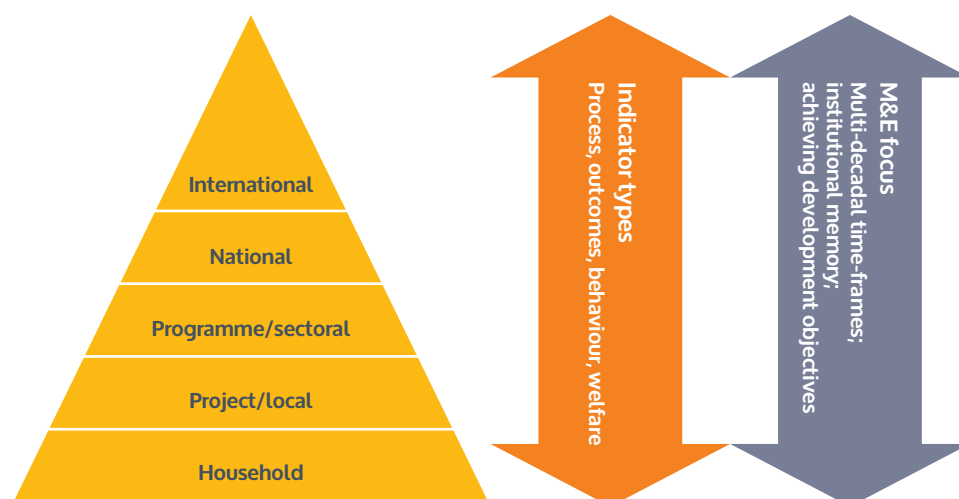 International
National
Programme/sectoral
Project/local
Household
Indicator types
Process, outcomes, behaviour, welfare
M&E focus
Multi-decadal time-frames;
institutional memory;
achieving development objectives